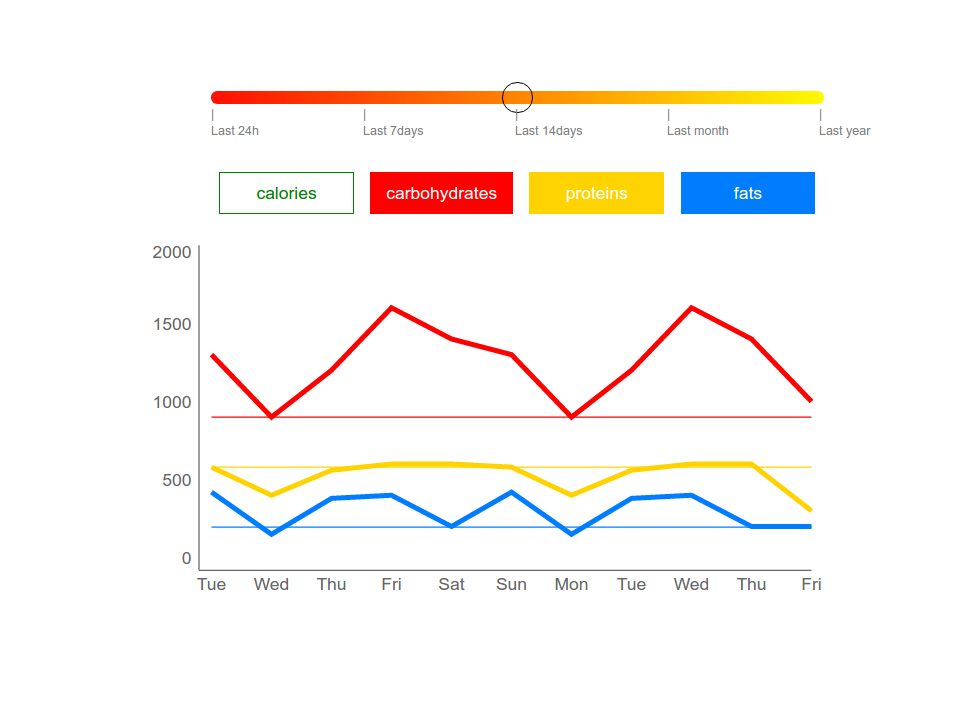 Last 24h Last 7days Last 14days Last month Last year
calories carbohydrates proteins fats
2000
1500
1000
500
0
Tue Wed Thu Fri Sat Sun Mon Tue Wed Thu Fri